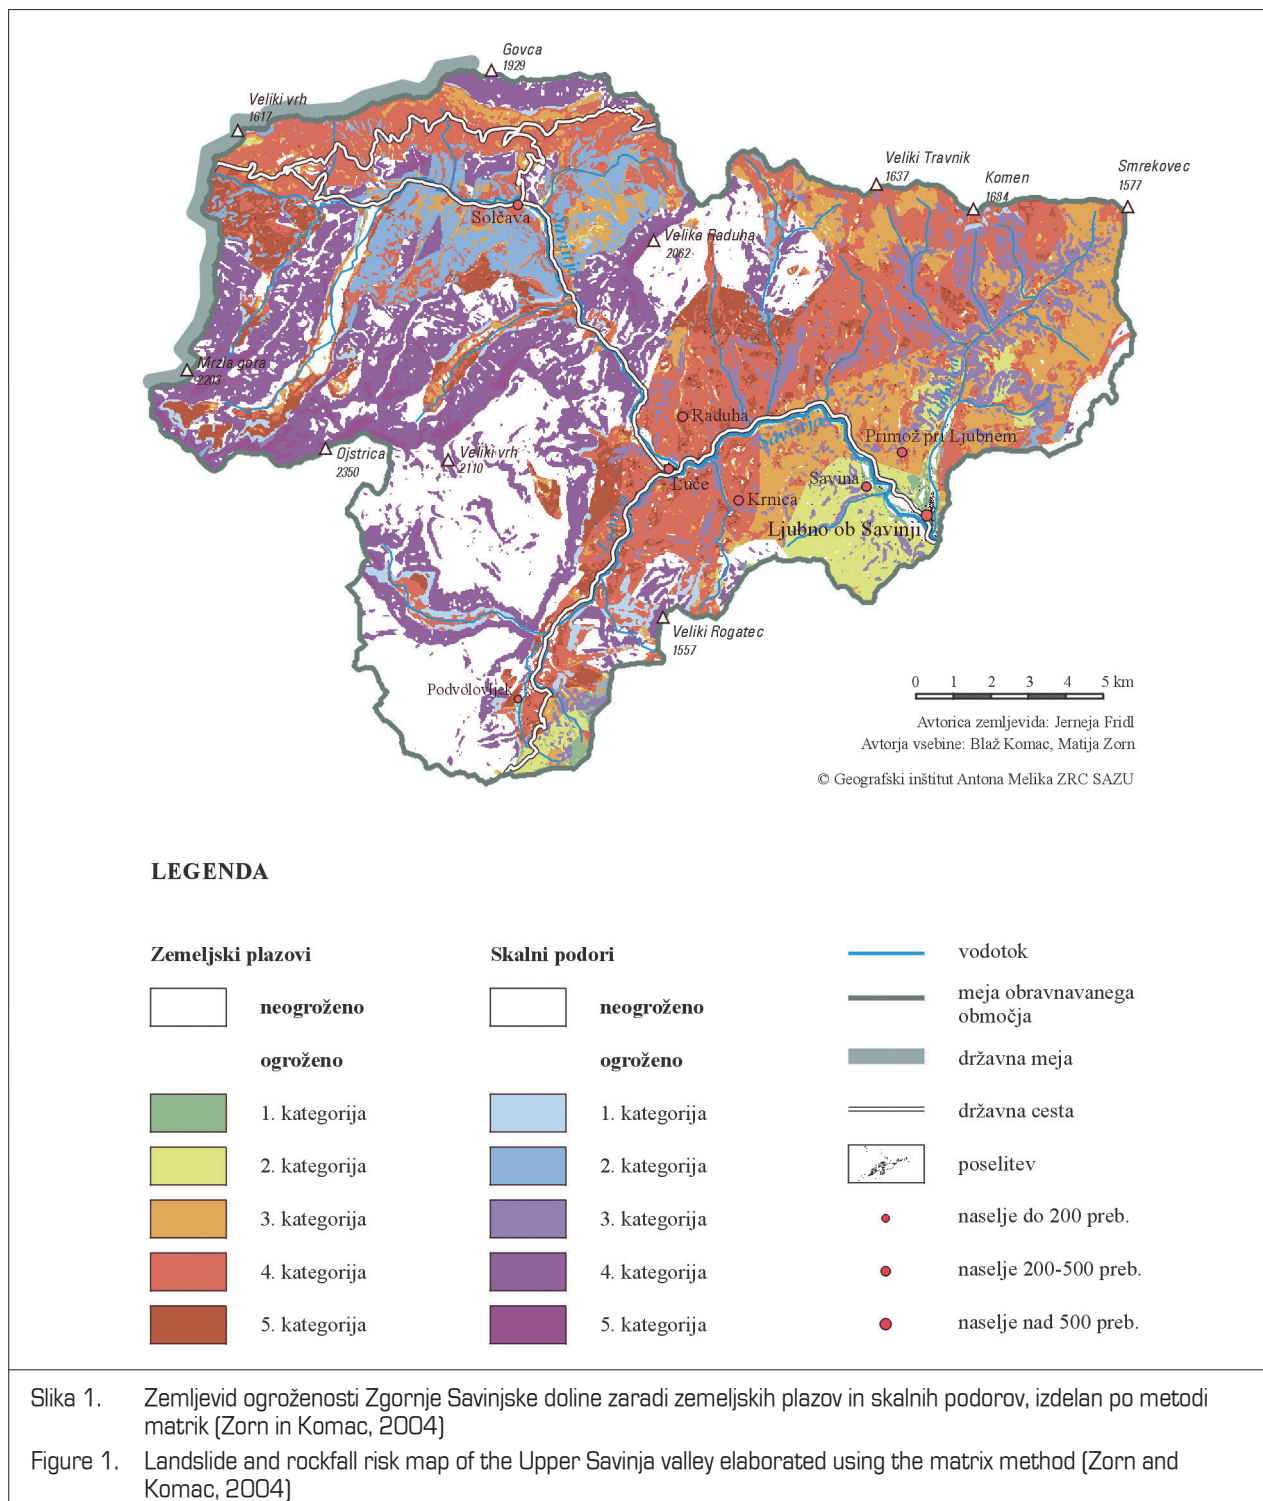 Govca
1929
Veliki vrh
1617
Veliki Travnik
1637
Komen
1684
Smrekovec
1577
Solčava
Velika Raduha
2062
Mrzla gora
2203
Raduha
Savinja
Primož pri Ljubnem
Ojstrica
2350
Veliki vrh
2110
Luče
Savina
Krnica
Ljubno ob Savinji
Veliki Rogatec
1557
Podvolovljek
0 1 2 3 4 5 km
Avtorica zemljevida: Jerneja Fridl
Avtorja vsebine: Blaž Komac, Matija Zorn
© Geografski inštitut Antona Melika ZRC SAZU
LEGENDA
Zemeljski plazovi
neogroženo
ogroženo
1. kategorija
2. kategorija
3. kategorija
4. kategorija
5. kategorija
Skalni podori
neogroženo
ogroženo
1. kategorija
2. kategorija
3. kategorija
4. kategorija
5. kategorija
vodotok
meja obravnavanega
območja
državna meja
državna cesta
poselitev
naselje do 200 preb.
naselje 200-500 preb.
naselje nad 500 preb.
Slika 1. Zemljevid ogroženosti Zgornje Savinjske doline zaradi zemeljskih plazov in skalnih podorov, izdelan po metodi
matrik (Zorn in Komac, 2004)
Figure 1. Landslide and rockfall risk map of the Upper Savinja valley elaborated using the matrix method (Zorn and
Komac, 2004)